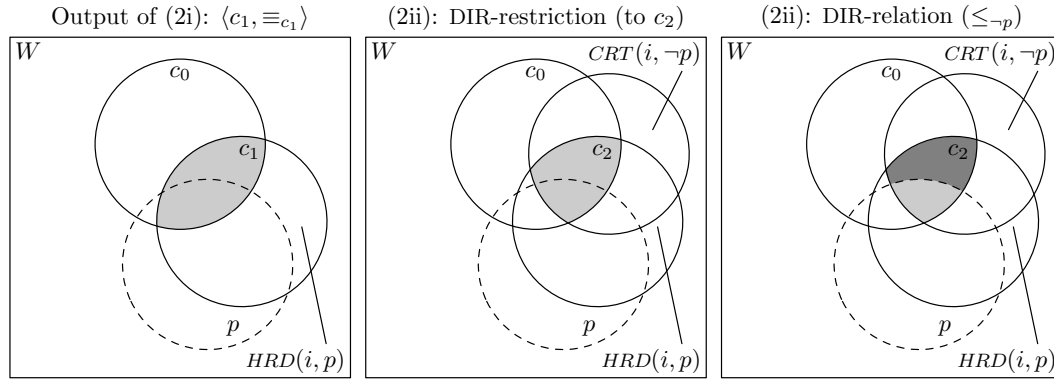 Output of (2i): ⟨c₁, ≡c₁⟩
W
c₀
c₁
p
HRD(i, p)
(2ii): DIR-restriction (to c₂)
W
CRT(i, ¬p)
c₀
c₂
p
HRD(i, p)
(2ii): DIR-relation (≤¬p)
W
CRT(i, ¬p)
c₀
c₂
p
HRD(i, p)